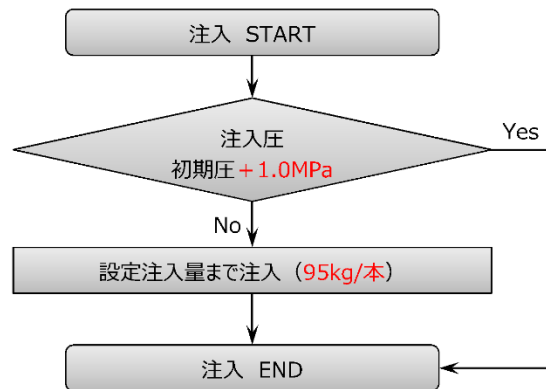 注入 START
注入圧
初期圧＋1.0MPa
Yes
No
設定注入量まで注入（95kg/本）
注入 END